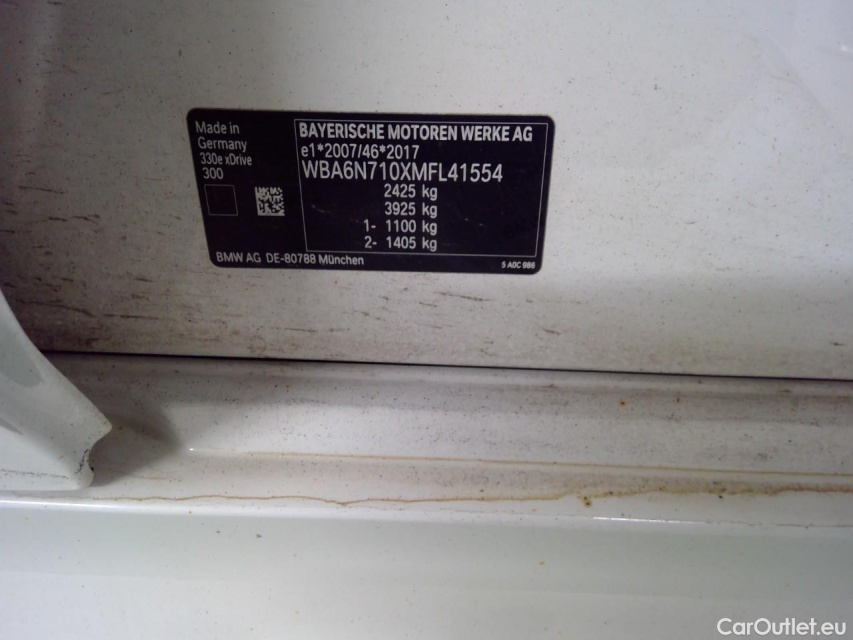 Made in
Germany
330e xDrive
300
BAYERISCHE MOTOREN WERKE AG
e1*2007/46*2017
WBA6N710XMFL41554
2425 kg
3925 kg
1- 1100 kg
2- 1405 kg
BMW AG DE-80788 München
5 A0C 986
CarOutlet.eu